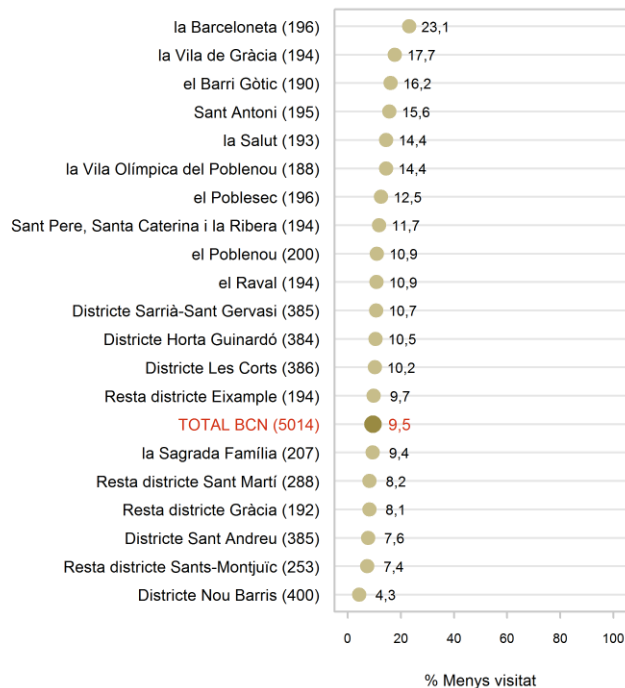 la Barceloneta (196) 23,1
la Vila de Gràcia (194) 17,7
el Barri Gòtic (190) 16,2
Sant Antoni (195) 15,6
la Salut (193) 14,4
la Vila Olímpica del Poblenou (188) 14,4
el Poblesec (196) 12,5
Sant Pere, Santa Caterina i la Ribera (194) 11,7
el Poblenou (200) 10,9
el Raval (194) 10,9
Districte Sarrià-Sant Gervasi (385) 10,7
Districte Horta Guinardó (384) 10,5
Districte Les Corts (386) 10,2
Resta districte Eixample (194) 9,7
TOTAL BCN (5014) 9,5
la Sagrada Família (207) 9,4
Resta districte Sant Martí (288) 8,2
Resta districte Gràcia (192) 8,1
Districte Sant Andreu (385) 7,6
Resta districte Sants-Montjuïc (253) 7,4
Districte Nou Barris (400) 4,3
0 20 40 60 80 100
% Menys visitat